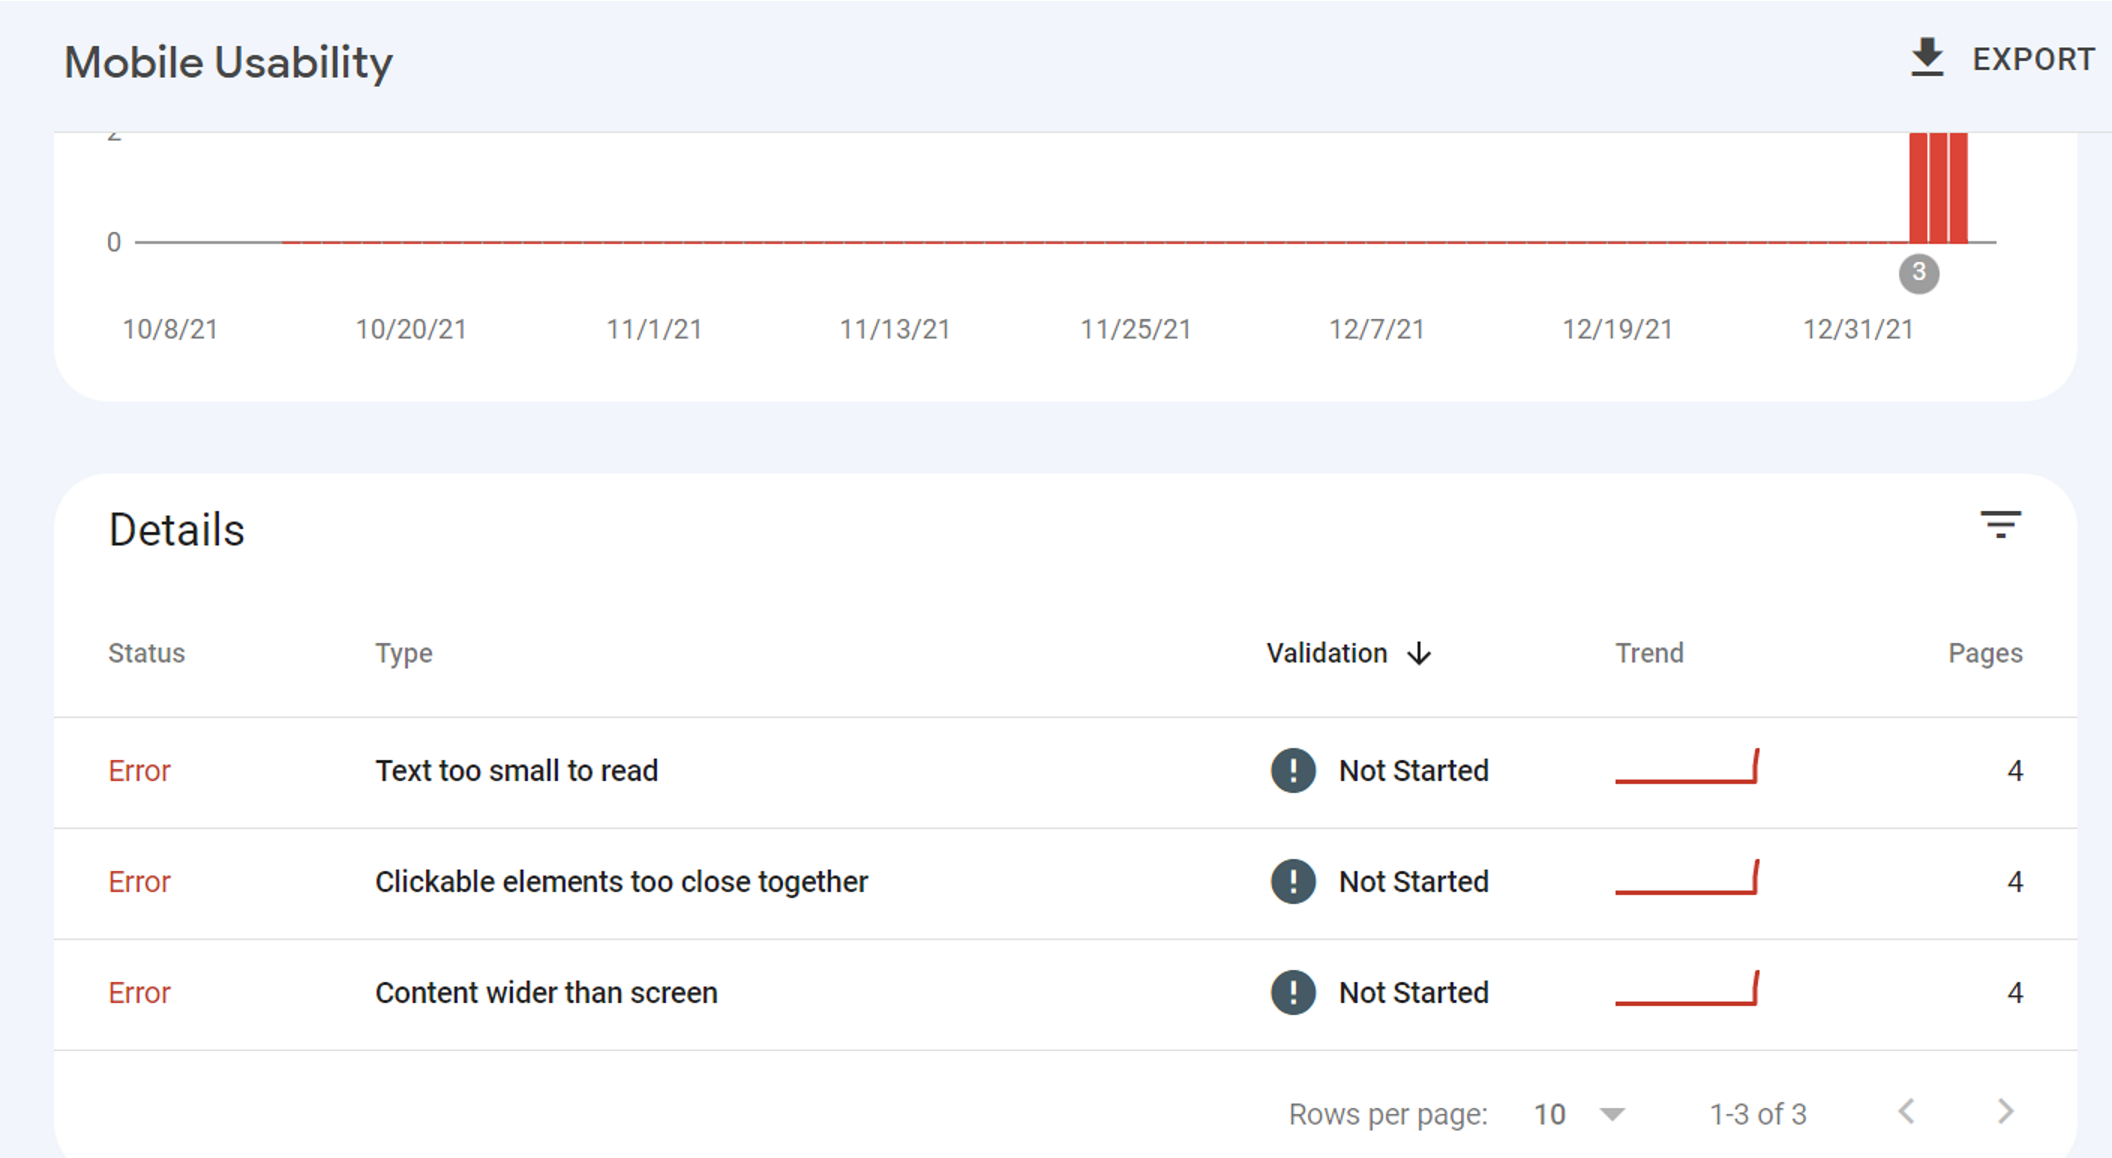 Mobile Usability
EXPORT
2
0
3
10/8/21 10/20/21 11/1/21 11/13/21 11/25/21 12/7/21 12/19/21 12/31/21
Details
Status Type Validation Trend Pages
Error Text too small to read Not Started 4
Error Clickable elements too close together Not Started 4
Error Content wider than screen Not Started 4
Rows per page: 10 1-3 of 3